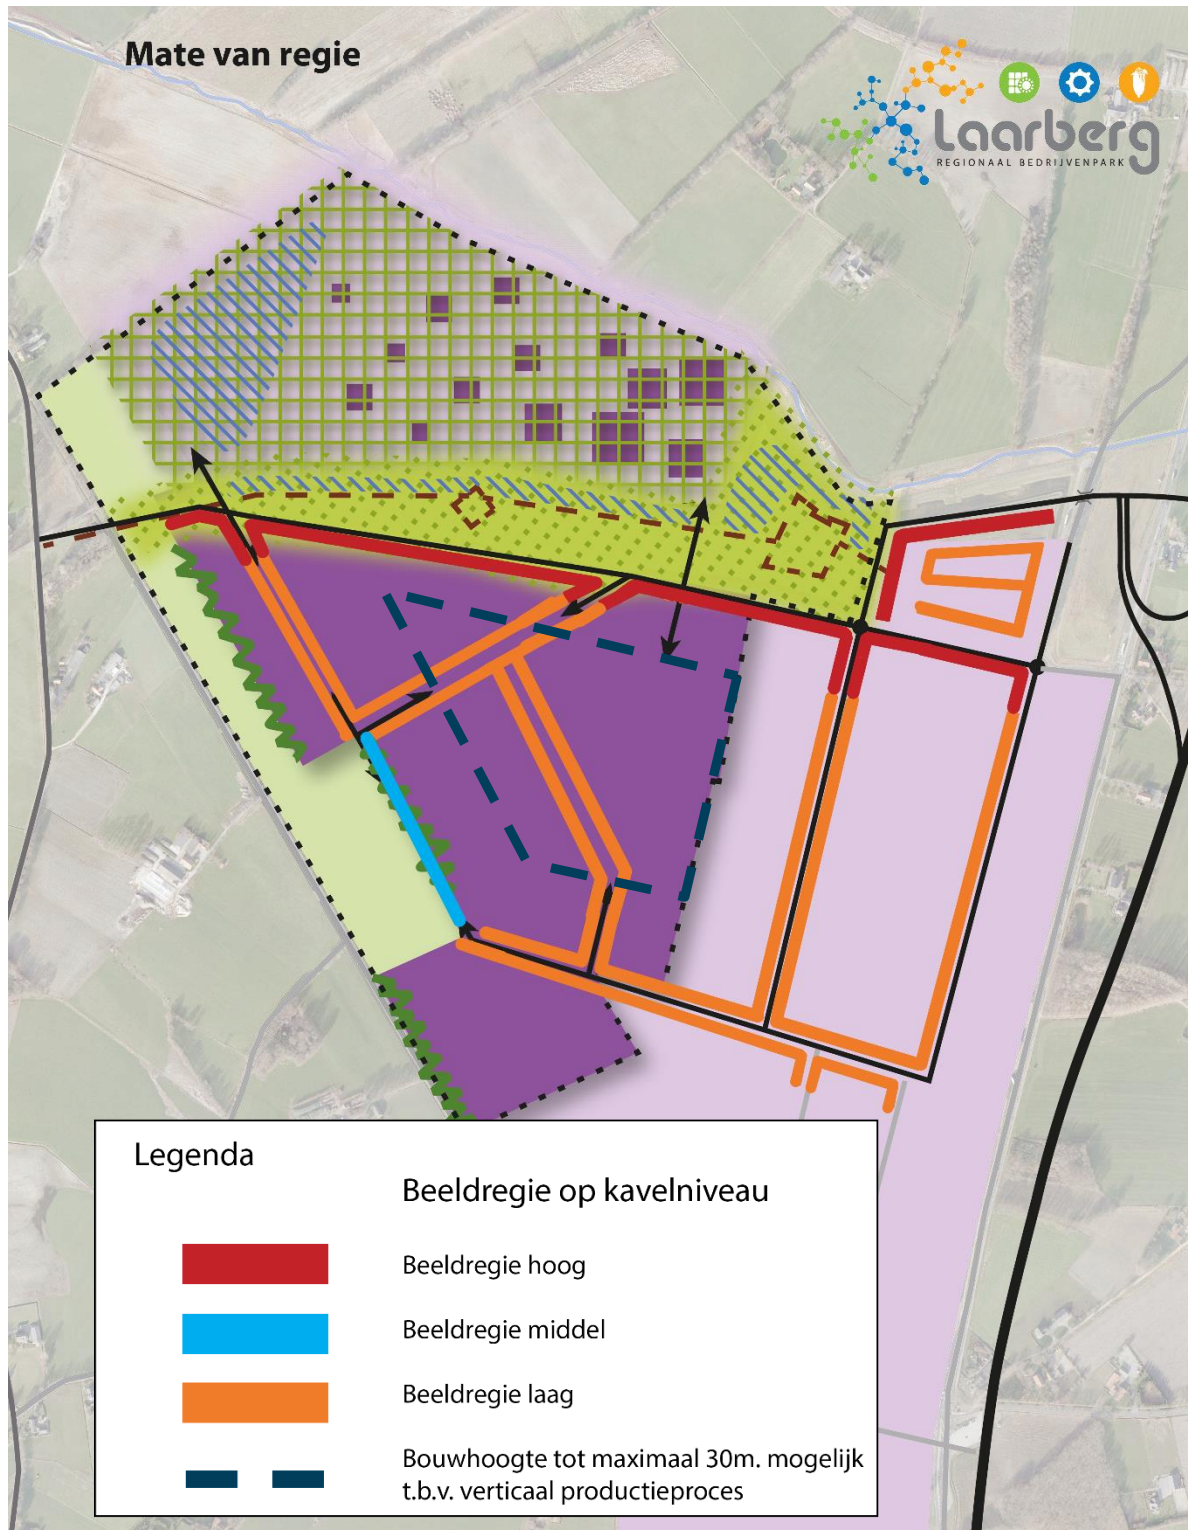 Mate van regie
Laarberg
REGIONAAL BEDRIJVENPARK
Legenda
Beeldregie op kavelniveau
Beeldregie hoog
Beeldregie middel
Beeldregie laag
Bouwhoogte tot maximaal 30m. mogelijk
t.b.v. verticaal productieproces